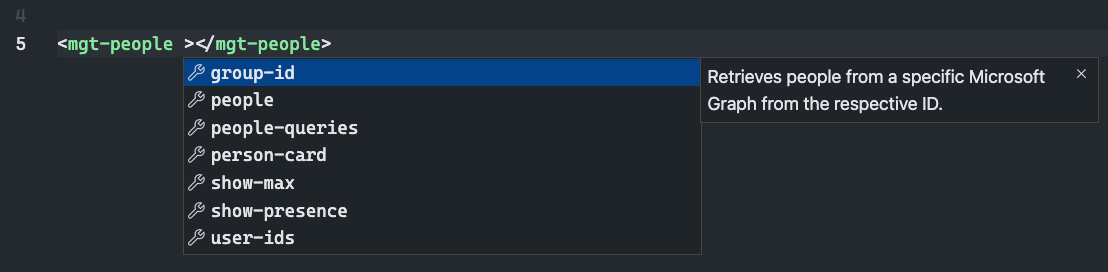 4
5 <mgt-people ></mgt-people>
group-id
people
people-queries
person-card
show-max
show-presence
user-ids
Retrieves people from a specific Microsoft
Graph from the respective ID.